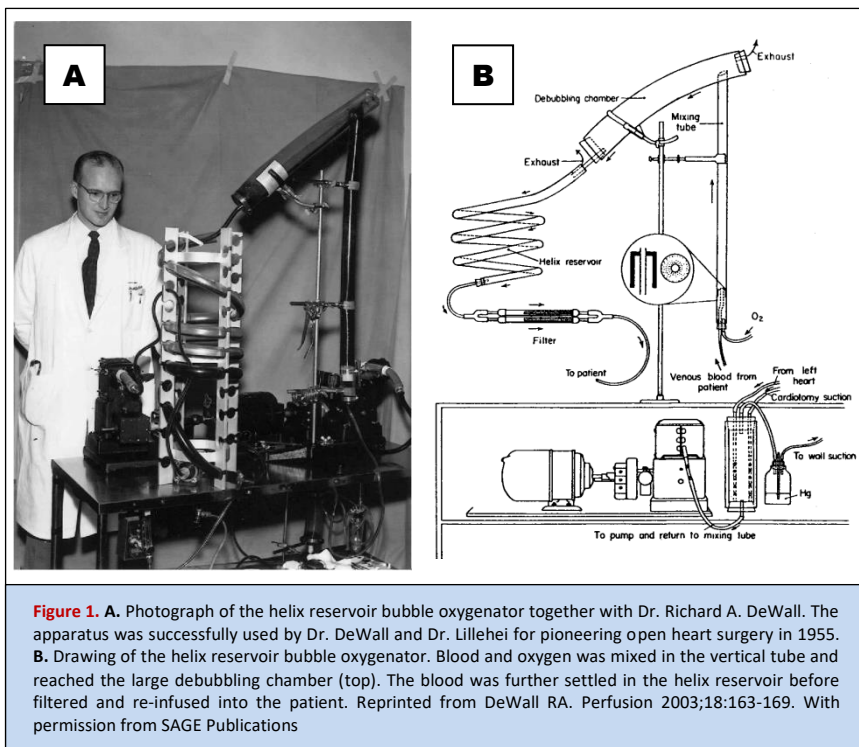 A
B
Exhaust
Debubbling chamber
Mixing
tube
Exhaust
Helix reservoir
O₂
Filter
To patient
Venous blood from
patient
From left
heart
Cardiotomy suction
To wall suction
Hg
To pump and return to mixing tube
Figure 1. A. Photograph of the helix reservoir bubble oxygenator together with Dr. Richard A. DeWall. The
apparatus was successfully used by Dr. DeWall and Dr. Lillehei for pioneering open heart surgery in 1955.
B. Drawing of the helix reservoir bubble oxygenator. Blood and oxygen was mixed in the vertical tube and
reached the large debubbling chamber (top). The blood was further settled in the helix reservoir before
filtered and re-infused into the patient. Reprinted from DeWall RA. Perfusion 2003;18:163-169. With
permission from SAGE Publications